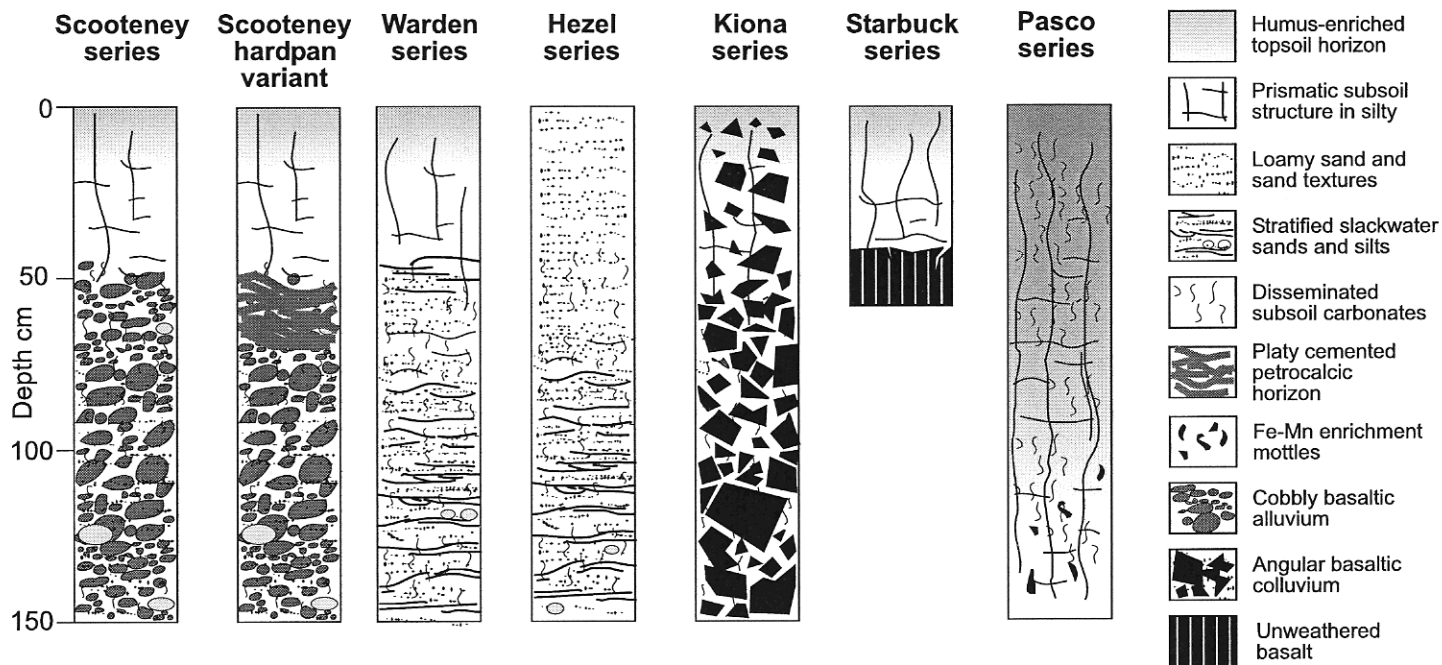 Scooteney
series
Scooteney
hardpan
variant
Warden
series
Hezel
series
Kiona
series
Starbuck
series
Pasco
series
0
50
100
150
Depth cm
Humus-enriched
topsoil horizon
Prismatic subsoil
structure in silty
Loamy sand and
sand textures
Stratified slackwater
sands and silts
Disseminated
subsoil carbonates
Platy cemented
petrocalcic
horizon
Fe-Mn enrichment
mottles
Cobbly basaltic
alluvium
Angular basaltic
colluvium
Unweathered
basalt